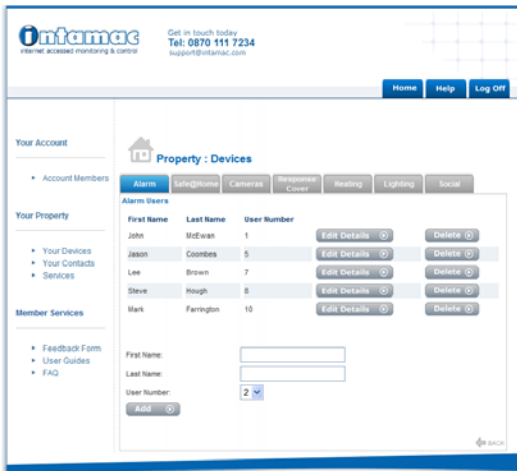 intamac
internet accessed monitoring & control
Get in touch today
Tel: 0870 111 7234
support@intamac.com
Home Help Log Off
Your Account
Account Members
Your Property
Your Devices
Your Contacts
Services
Member Services
Feedback Form
User Guides
FAQ
Property : Devices
Alarm Safe@Home Cameras Response Cover Heating Lighting Social
Alarm Users
First Name Last Name User Number
John McEwan 1 Edit Details Delete
Jason Coombes 5 Edit Details Delete
Lee Brown 7 Edit Details Delete
Steve Hough 8 Edit Details Delete
Mark Farrington 10 Edit Details Delete
First Name:
Last Name:
User Number: 2
Add
BACK